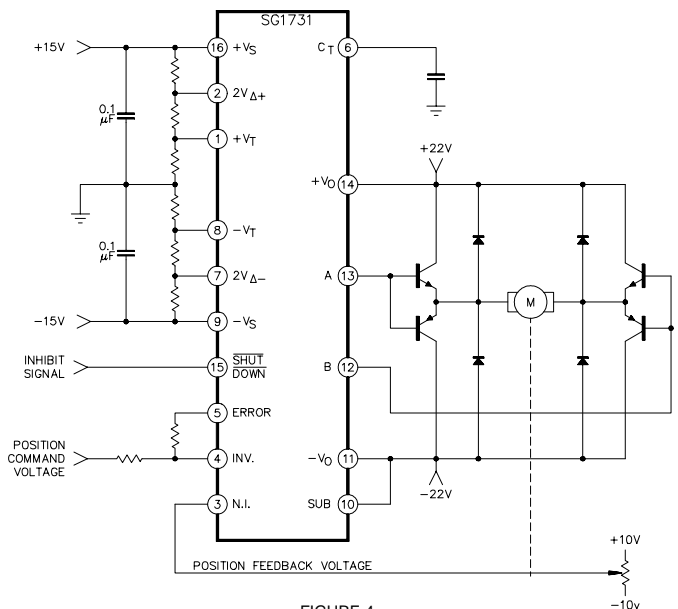 SG1731
+15V
16 +VS
CT 6
2 2VΔ+
0.1 μF
1 +VT
+22V
+VO 14
8 -VT
0.1 μF
7 2VΔ-
A 13
M
-15V
9 -VS
INHIBIT SIGNAL
15 SHUT DOWN
B 12
5 ERROR
POSITION COMMAND VOLTAGE
4 INV.
-VO 11
-22V
3 N.I.
SUB 10
+10V
POSITION FEEDBACK VOLTAGE
-10v